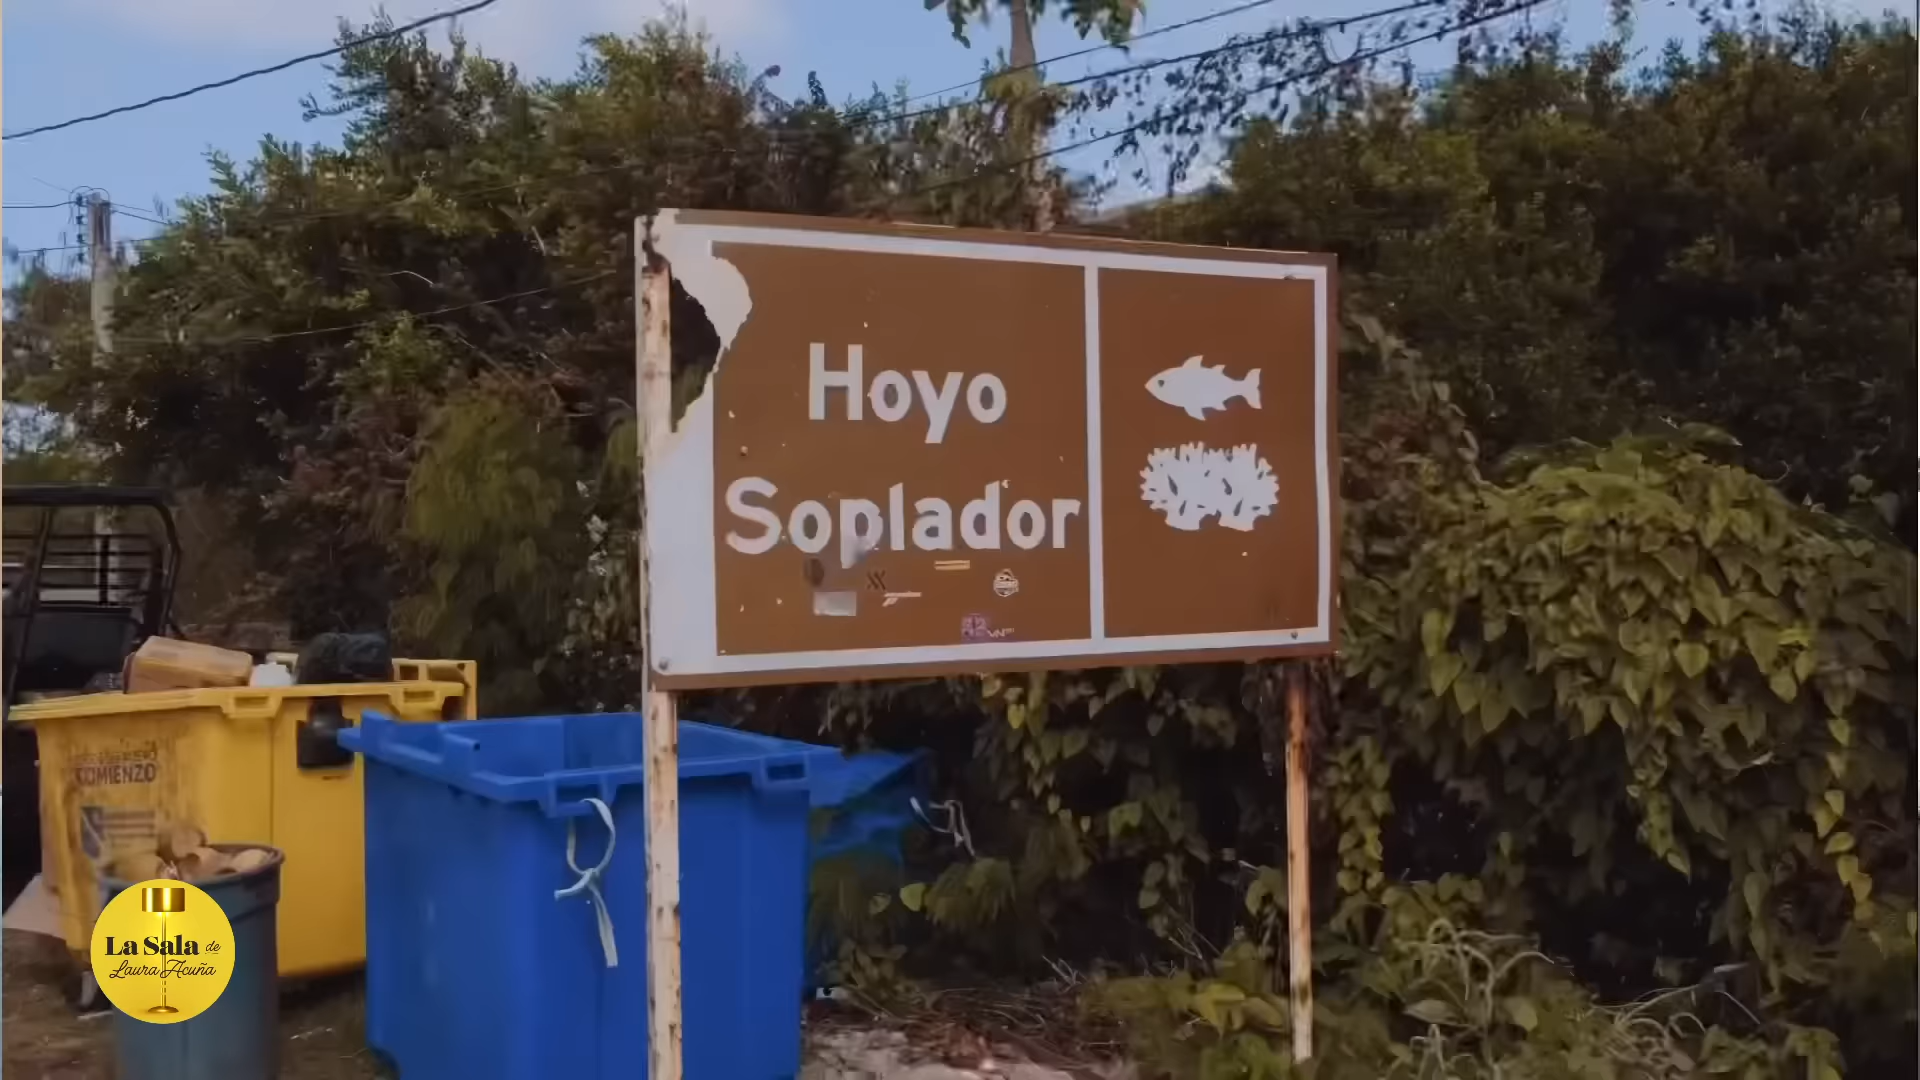 Hoyo
Soplador
COMIENZO
La Sala de
Laura Acuña